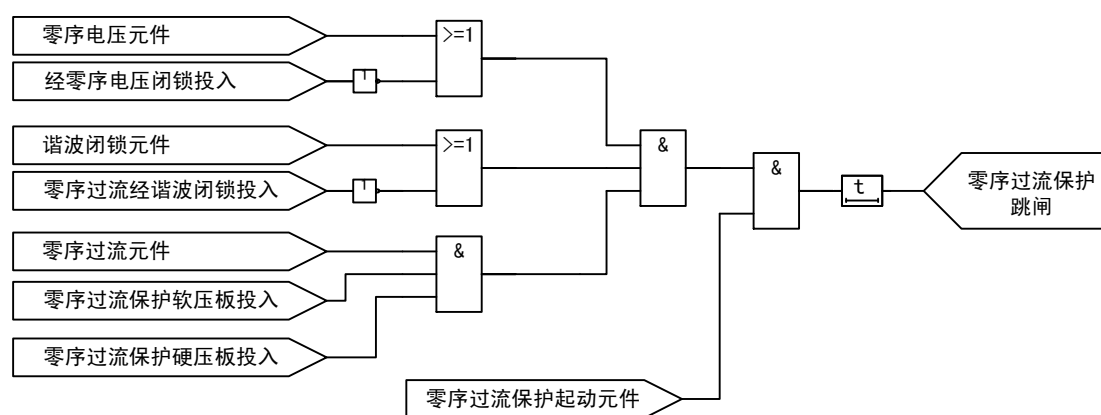 零序电压元件
>=1
经零序电压闭锁投入
1
谐波闭锁元件
>=1
零序过流经谐波闭锁投入
1
&
&
t
零序过流保护
跳闸
零序过流元件
&
零序过流保护软压板投入
零序过流保护硬压板投入
零序过流保护起动元件